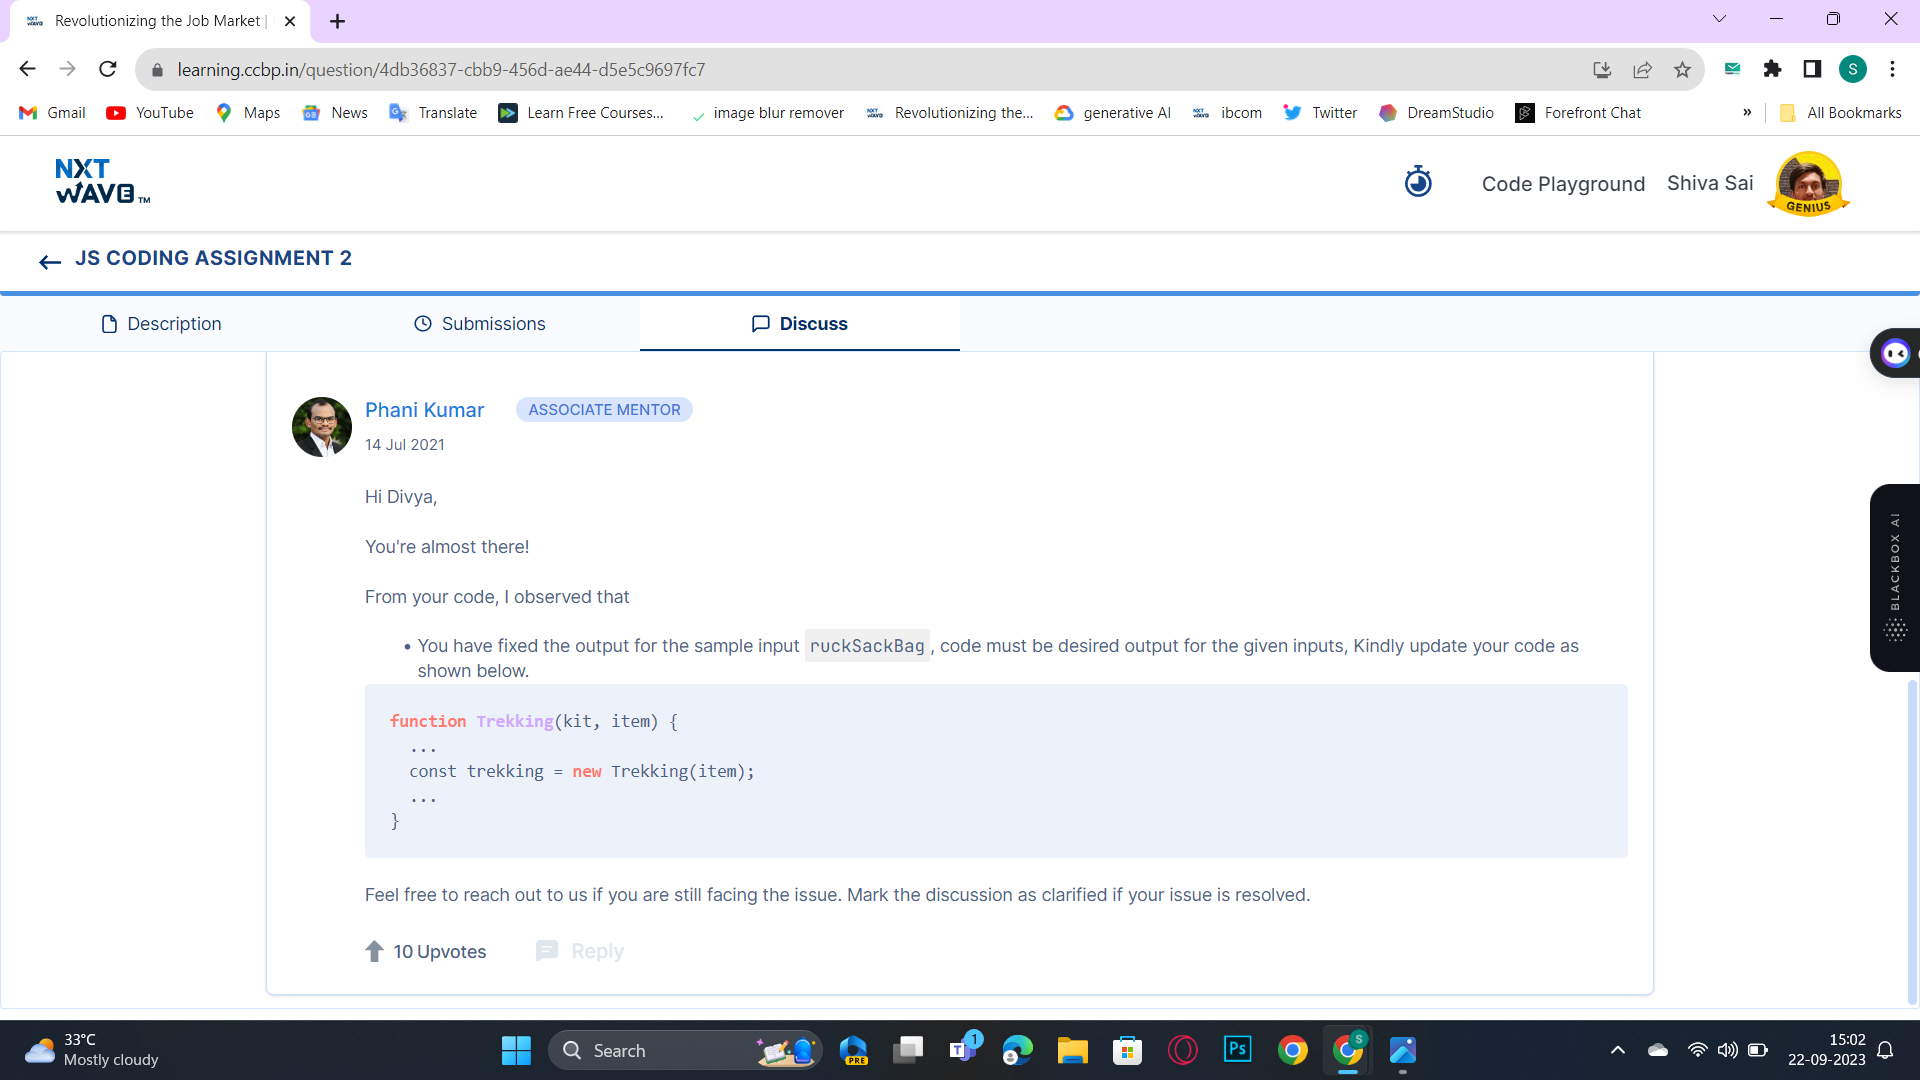 Revolutionizing the Job Market |
learning.ccbp.in/question/4db36837-cbb9-456d-ae44-d5e5c9697fc7
S
Gmail YouTube Maps News Translate Learn Free Courses... image blur remover Revolutionizing the... generative AI ibcom Twitter DreamStudio Forefront Chat » All Bookmarks
NXT
WAVE TM
Code Playground Shiva Sai
GENIUS
JS CODING ASSIGNMENT 2
Description Submissions Discuss
Phani Kumar ASSOCIATE MENTOR
14 Jul 2021
Hi Divya,
You're almost there!
From your code, I observed that
• You have fixed the output for the sample input ruckSackBag, code must be desired output for the given inputs, Kindly update your code as
shown below.
function Trekking(kit, item) {
...
const trekking = new Trekking(item);
...
}
Feel free to reach out to us if you are still facing the issue. Mark the discussion as clarified if your issue is resolved.
10 Upvotes Reply
BLACKBOX AI
33°C
Mostly cloudy
Search
PRE
T 1
Ps
S
15:02
22-09-2023